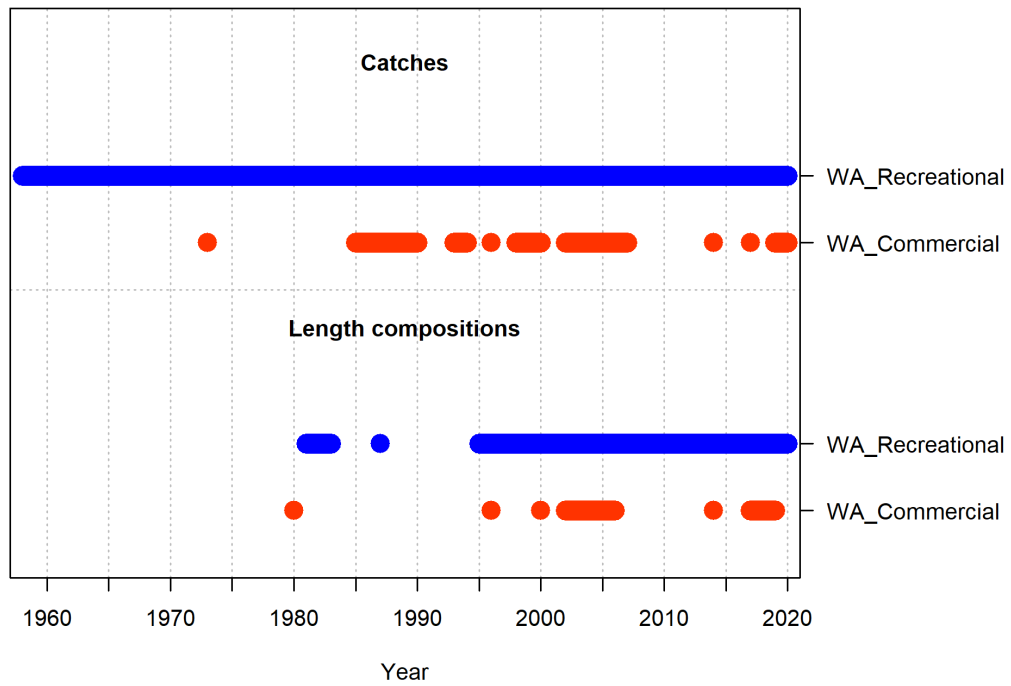 Catches
WA_Recreational
WA_Commercial
Length compositions
WA_Recreational
WA_Commercial
1960 1970 1980 1990 2000 2010 2020
Year